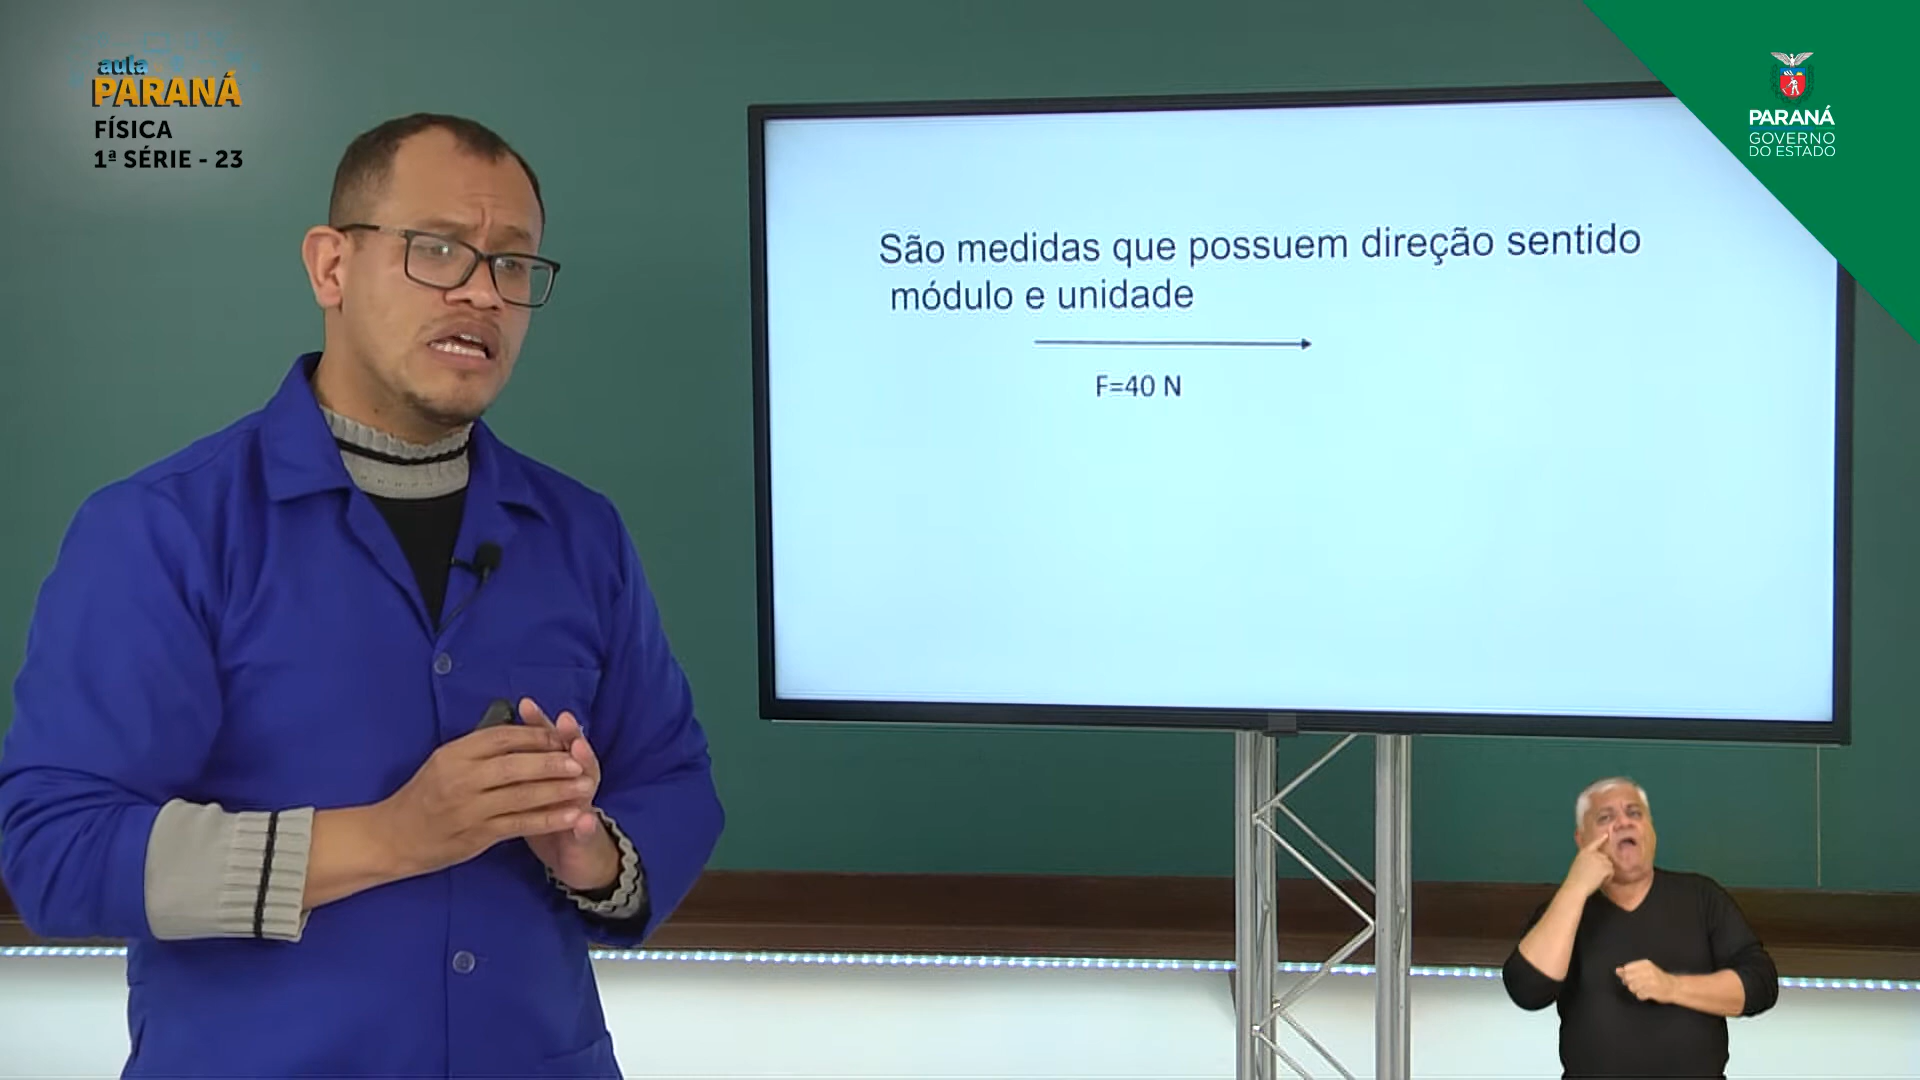 aula
PARANÁ
FÍSICA
1ª SÉRIE - 23
PARANÁ
GOVERNO
DO ESTADO
São medidas que possuem direção sentido
módulo e unidade
F=40 N